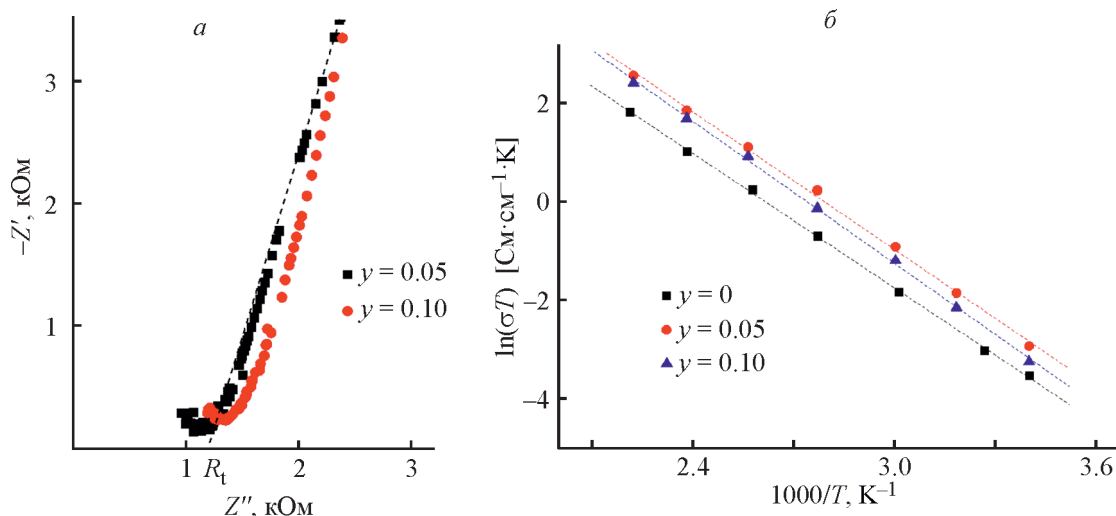 а
–Z′, кОм
3
2
1
y = 0.05
y = 0.10
1 Rt 2 3
Z″, кОм
б
ln(σT) [См·см–1·K]
2
0
–2
–4
y = 0
y = 0.05
y = 0.10
2.4 3.0 3.6
1000/T, K–1